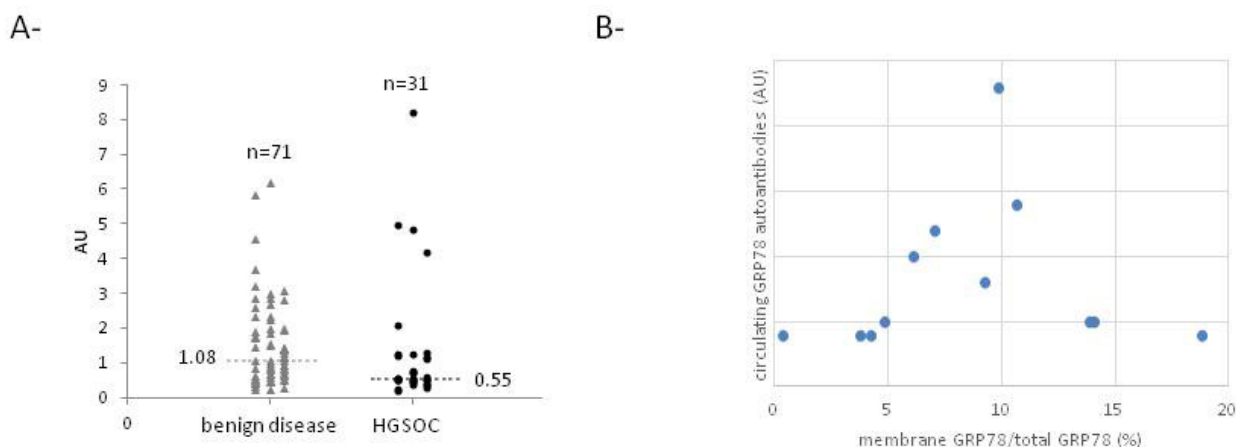 A-
B-
n=31
n=71
9
8
7
6
5
4
3
2
1
0
AU
1.08
0.55
0
benign disease
HGSOC
circulating GRP78 autoantibodies (AU)
0
5
10
15
20
membrane GRP78/total GRP78 (%)